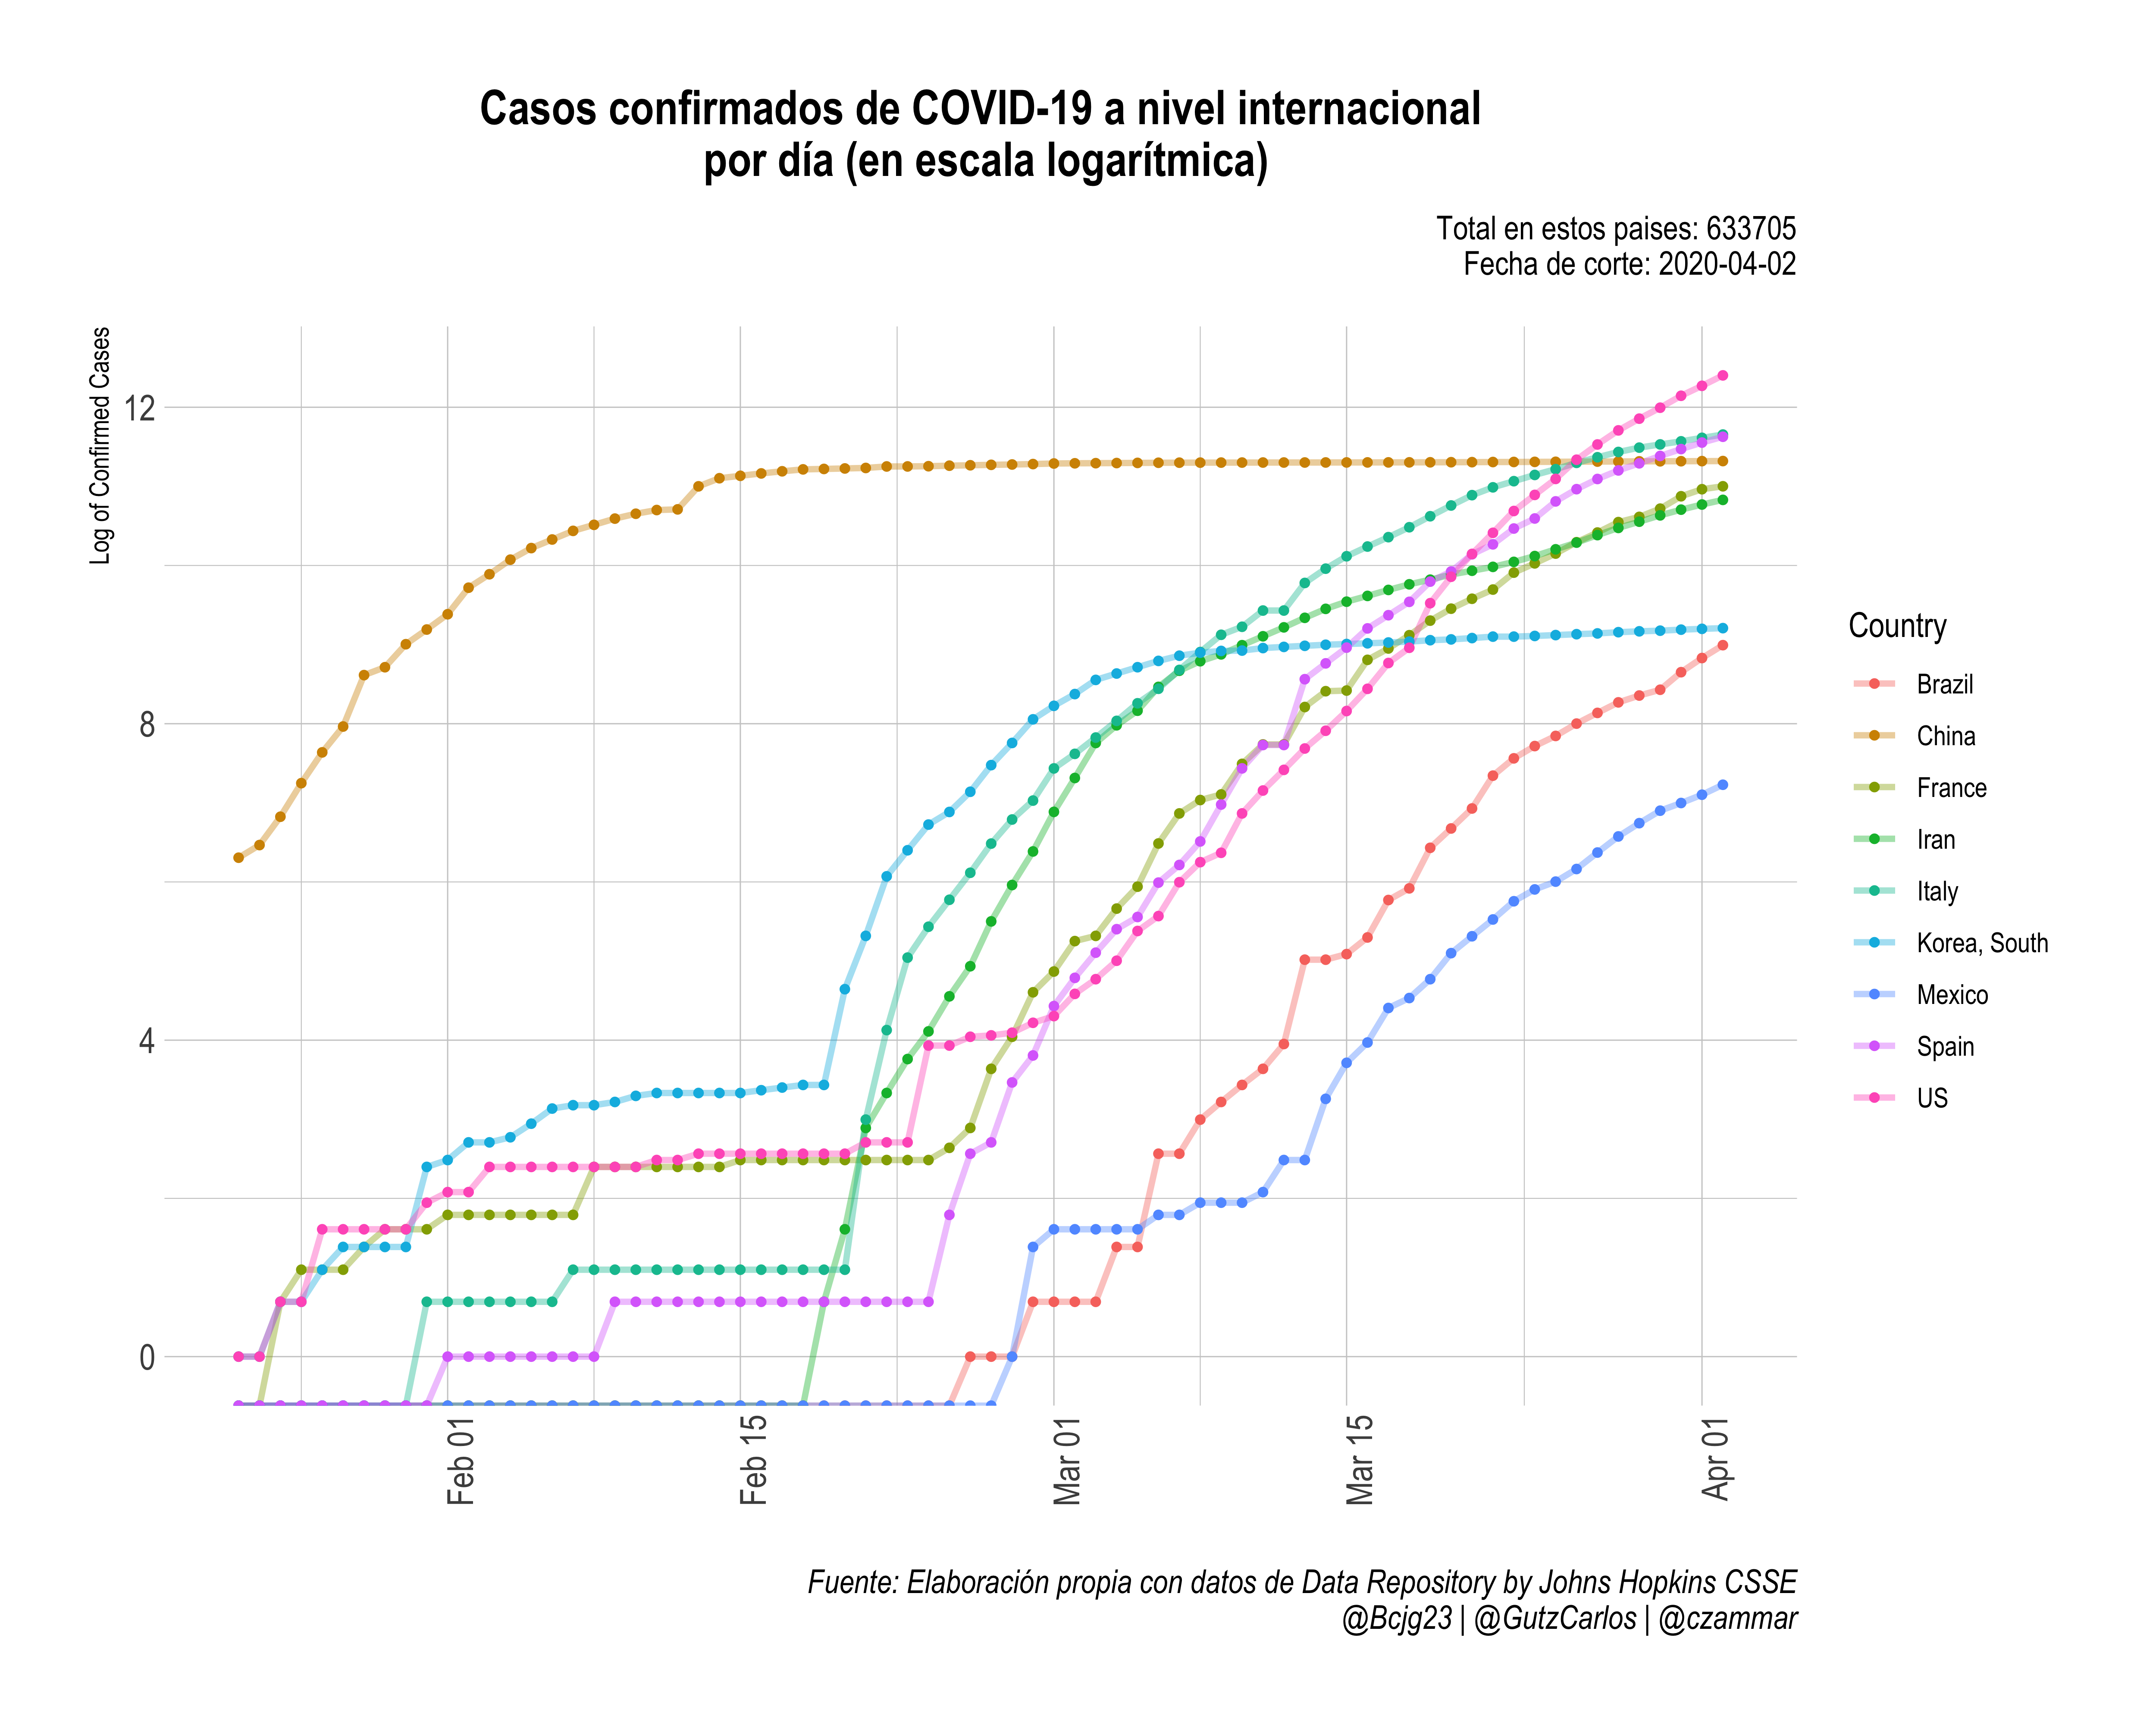 Casos confirmados de COVID-19 a nivel internacional
por día (en escala logarítmica)
Total en estos paises: 633705
Fecha de corte: 2020-04-02
Log of Confirmed Cases
12
8
4
0
Feb 01
Feb 15
Mar 01
Mar 15
Apr 01
Country
Brazil
China
France
Iran
Italy
Korea, South
Mexico
Spain
US
Fuente: Elaboración propia con datos de Data Repository by Johns Hopkins CSSE
@Bcjg23 | @GutzCarlos | @czammar